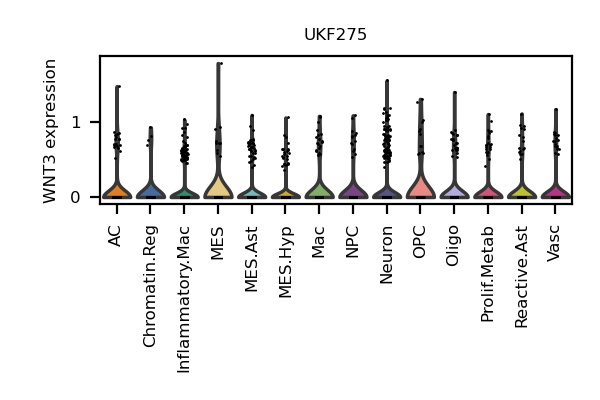 UKF275
WNT3 expression
1
0
AC
Chromatin.Reg
Inflammatory.Mac
MES
MES.Ast
MES.Hyp
Mac
NPC
Neuron
OPC
Oligo
Prolif.Metab
Reactive.Ast
Vasc